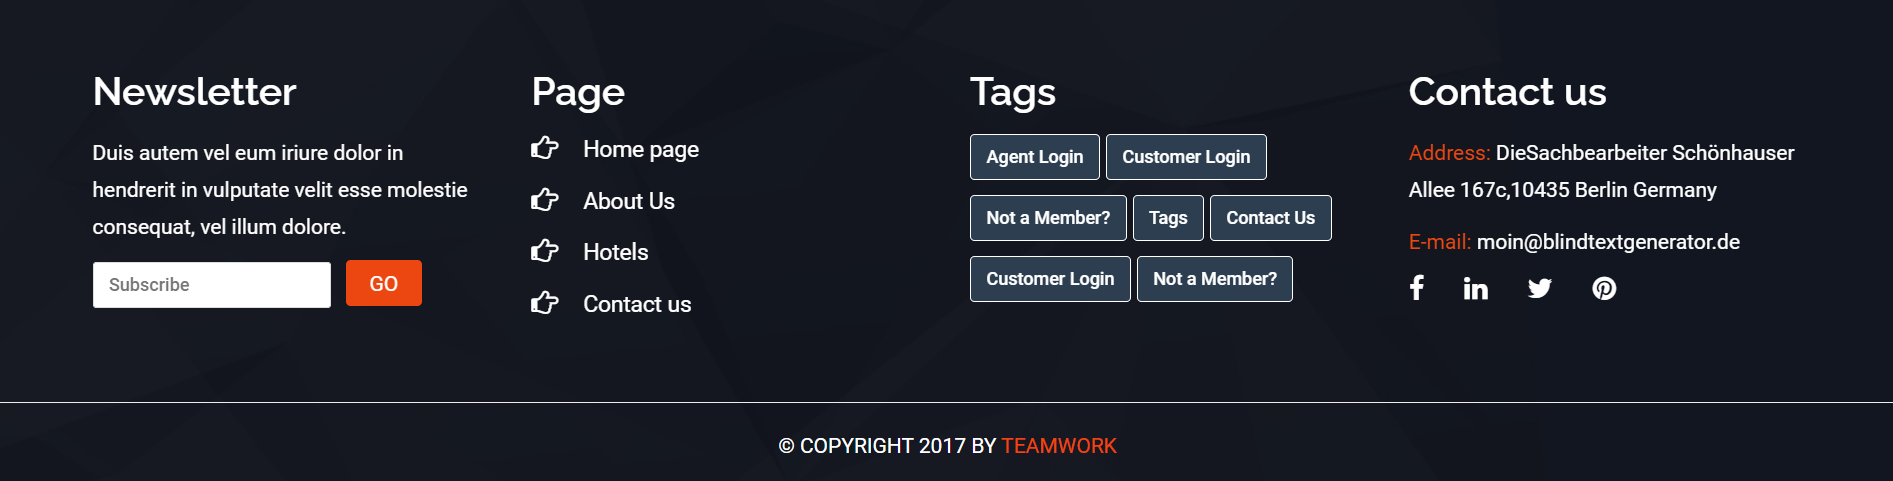 Newsletter
Duis autem vel eum iriure dolor in
hendrerit in vulputate velit esse molestie
consequat, vel illum dolore.
Subscribe
GO
Page
Home page
About Us
Hotels
Contact us
Tags
Agent Login
Customer Login
Not a Member?
Tags
Contact Us
Customer Login
Not a Member?
Contact us
Address: DieSachbearbeiter Schönhauser
Allee 167c,10435 Berlin Germany
E-mail: moin@blindtextgenerator.de
© COPYRIGHT 2017 BY TEAMWORK